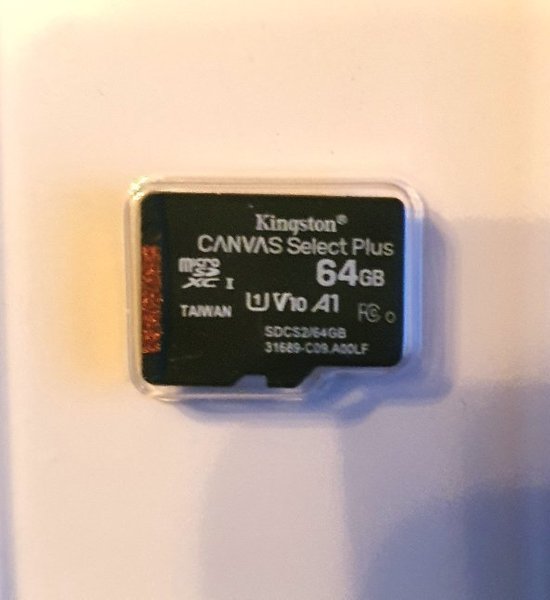 Kingston®
CANVAS Select Plus
micro SD XC I
64GB
TAIWAN
U1 V10 A1
FC
SDCS2/64GB
31689-C09.A00LF